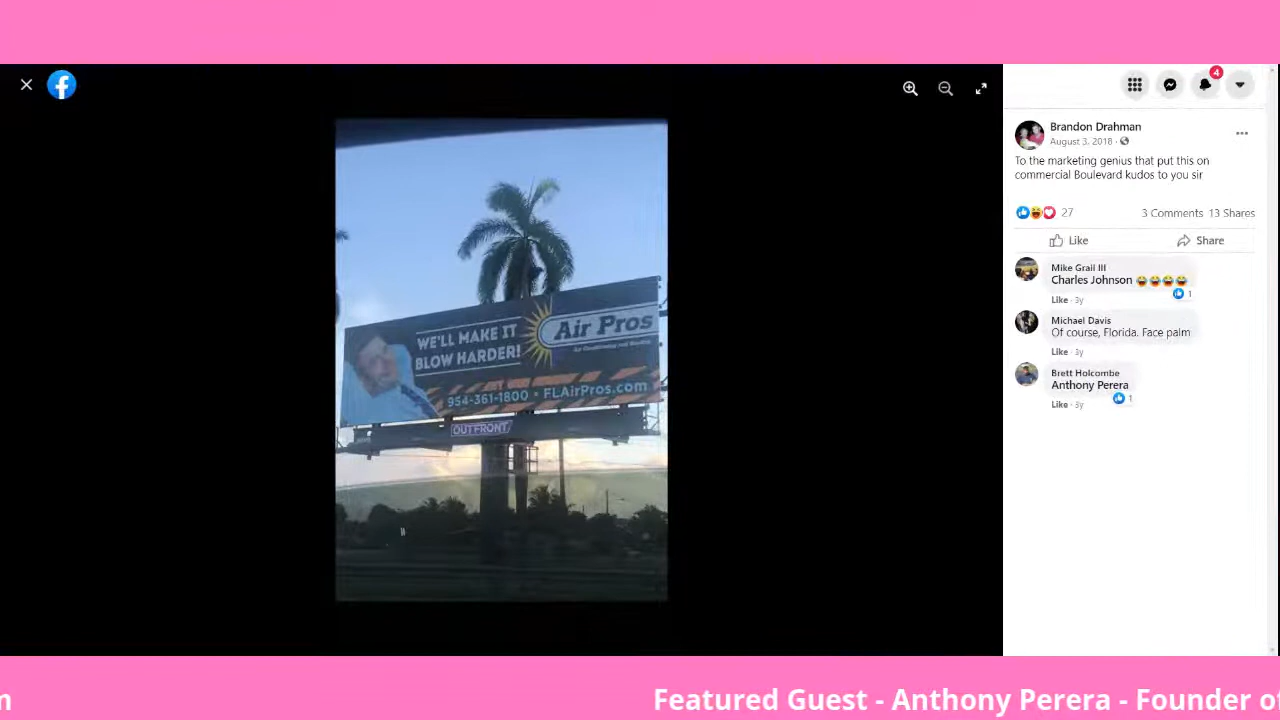 4
Brandon Drahman
August 3, 2018
To the marketing genius that put this on
commercial Boulevard kudos to you sir
27
3 Comments 13 Shares
Like
Share
Mike Grail III
Charles Johnson
Like · 3y
1
Michael Davis
Of course, Florida. Face palm
Like · 3y
Brett Holcombe
Anthony Perera
Like · 3y
1
WE'LL MAKE IT
BLOW HARDER!
Air Pros
954-361-1800 • FLAirPros.com
OUTFRONT
m
Featured Guest - Anthony Perera - Founder of